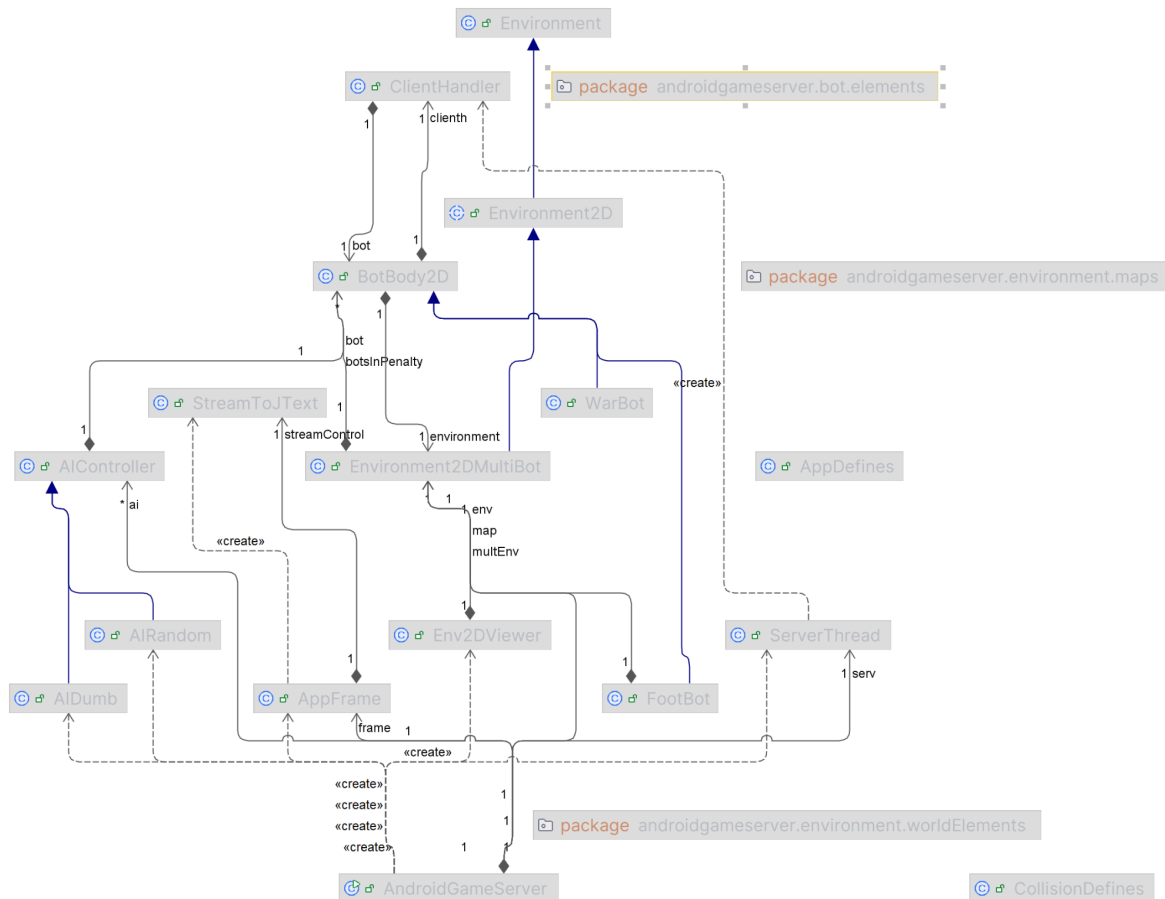 Environment
ClientHandler
package androidgameserver.bot.elements
1
1 clienth
Environment2D
1 bot
1
BotBody2D
package androidgameserver.environment.maps
*
1
bot
1
botsInPenalty
«create»
StreamToJText
WarBot
1
1
1 streamControl
1 environment
AIController
Environment2DMultiBot
AppDefines
* ai
1
1 env
map
«create»
multEnv
1
AIRandom
Env2DViewer
ServerThread
1
1
1 serv
AIDumb
AppFrame
FootBot
frame
1
«create»
«create»
1
«create»
1
«create»
package androidgameserver.environment.worldElements
«create»
1
1
AndroidGameServer
CollisionDefines